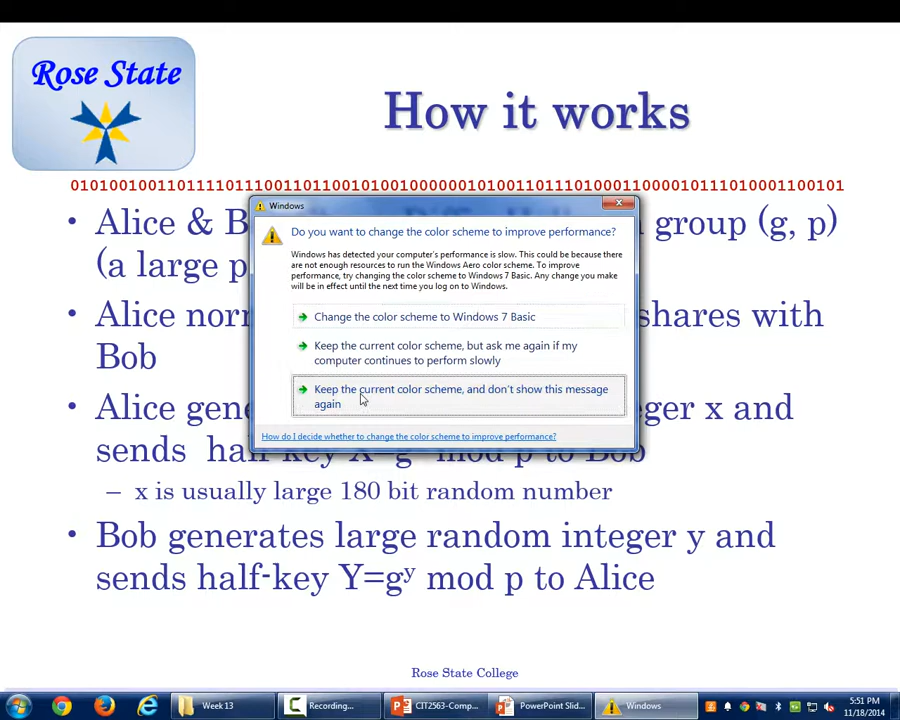 Rose State
How it works
01010010011011110111001101100101001000000101001101110100011000010111010001100101
• Alice & B group (g, p)
(a large p
• Alice nor shares with
Bob
• Alice gene eger x and
sends half-key X=g mod p to Bob
– x is usually large 180 bit random number
• Bob generates large random integer y and
sends half-key Y=gʸ mod p to Alice
Rose State College
Windows
Do you want to change the color scheme to improve performance?
Windows has detected your computer's performance is slow. This could be because there
are not enough resources to run the Windows Aero color scheme. To improve
performance, try changing the color scheme to Windows 7 Basic. Any change you make
will be in effect until the next time you log on to Windows.
Change the color scheme to Windows 7 Basic
Keep the current color scheme, but ask me again if my
computer continues to perform slowly
Keep the current color scheme, and don't show this message
again
How do I decide whether to change the color scheme to improve performance?
Week 13
Recording...
CIT2563-Comp...
PowerPoint Slid...
Windows
5:51 PM
11/18/2014